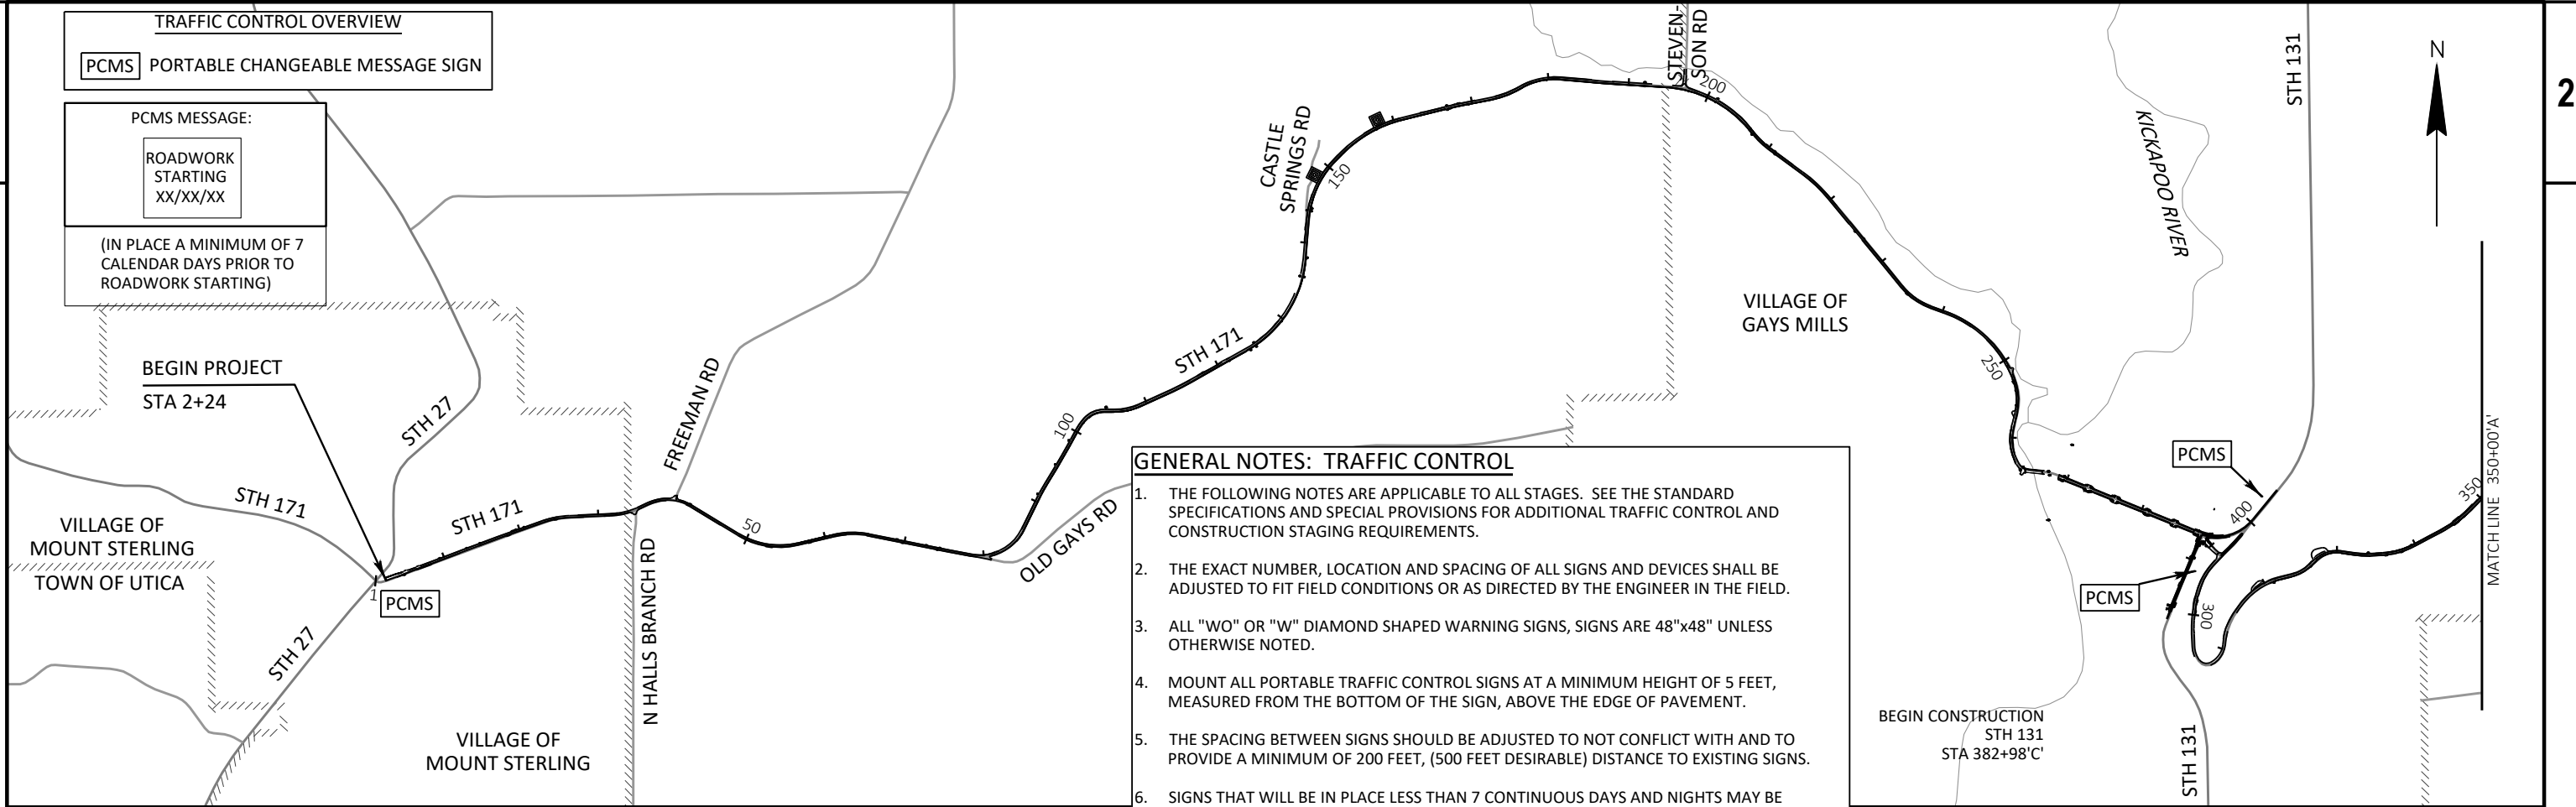 TRAFFIC CONTROL OVERVIEW
PCMS PORTABLE CHANGEABLE MESSAGE SIGN
PCMS MESSAGE:
ROADWORK
STARTING
XX/XX/XX
(IN PLACE A MINIMUM OF 7
CALENDAR DAYS PRIOR TO
ROADWORK STARTING)
BEGIN PROJECT
STA 2+24
STH 27
STH 171
VILLAGE OF
MOUNT STERLING
TOWN OF UTICA
1
PCMS
STH 27
STH 171
VILLAGE OF
MOUNT STERLING
N HALLS BRANCH RD
FREEMAN RD
50
OLD GAYS RD
100
STH 171
CASTLE
SPRINGS RD
150
STEVEN-
SON RD
200
VILLAGE OF
GAYS MILLS
250
KICKAPOO RIVER
STH 131
N
2
PCMS
400
350
MATCH LINE 350+00'A'
PCMS
300
BEGIN CONSTRUCTION
STH 131
STA 382+98'C'
STH 131
GENERAL NOTES: TRAFFIC CONTROL
1. THE FOLLOWING NOTES ARE APPLICABLE TO ALL STAGES. SEE THE STANDARD
SPECIFICATIONS AND SPECIAL PROVISIONS FOR ADDITIONAL TRAFFIC CONTROL AND
CONSTRUCTION STAGING REQUIREMENTS.
2. THE EXACT NUMBER, LOCATION AND SPACING OF ALL SIGNS AND DEVICES SHALL BE
ADJUSTED TO FIT FIELD CONDITIONS OR AS DIRECTED BY THE ENGINEER IN THE FIELD.
3. ALL "WO" OR "W" DIAMOND SHAPED WARNING SIGNS, SIGNS ARE 48"x48" UNLESS
OTHERWISE NOTED.
4. MOUNT ALL PORTABLE TRAFFIC CONTROL SIGNS AT A MINIMUM HEIGHT OF 5 FEET,
MEASURED FROM THE BOTTOM OF THE SIGN, ABOVE THE EDGE OF PAVEMENT.
5. THE SPACING BETWEEN SIGNS SHOULD BE ADJUSTED TO NOT CONFLICT WITH AND TO
PROVIDE A MINIMUM OF 200 FEET, (500 FEET DESIRABLE) DISTANCE TO EXISTING SIGNS.
6. SIGNS THAT WILL BE IN PLACE LESS THAN 7 CONTINUOUS DAYS AND NIGHTS MAY BE